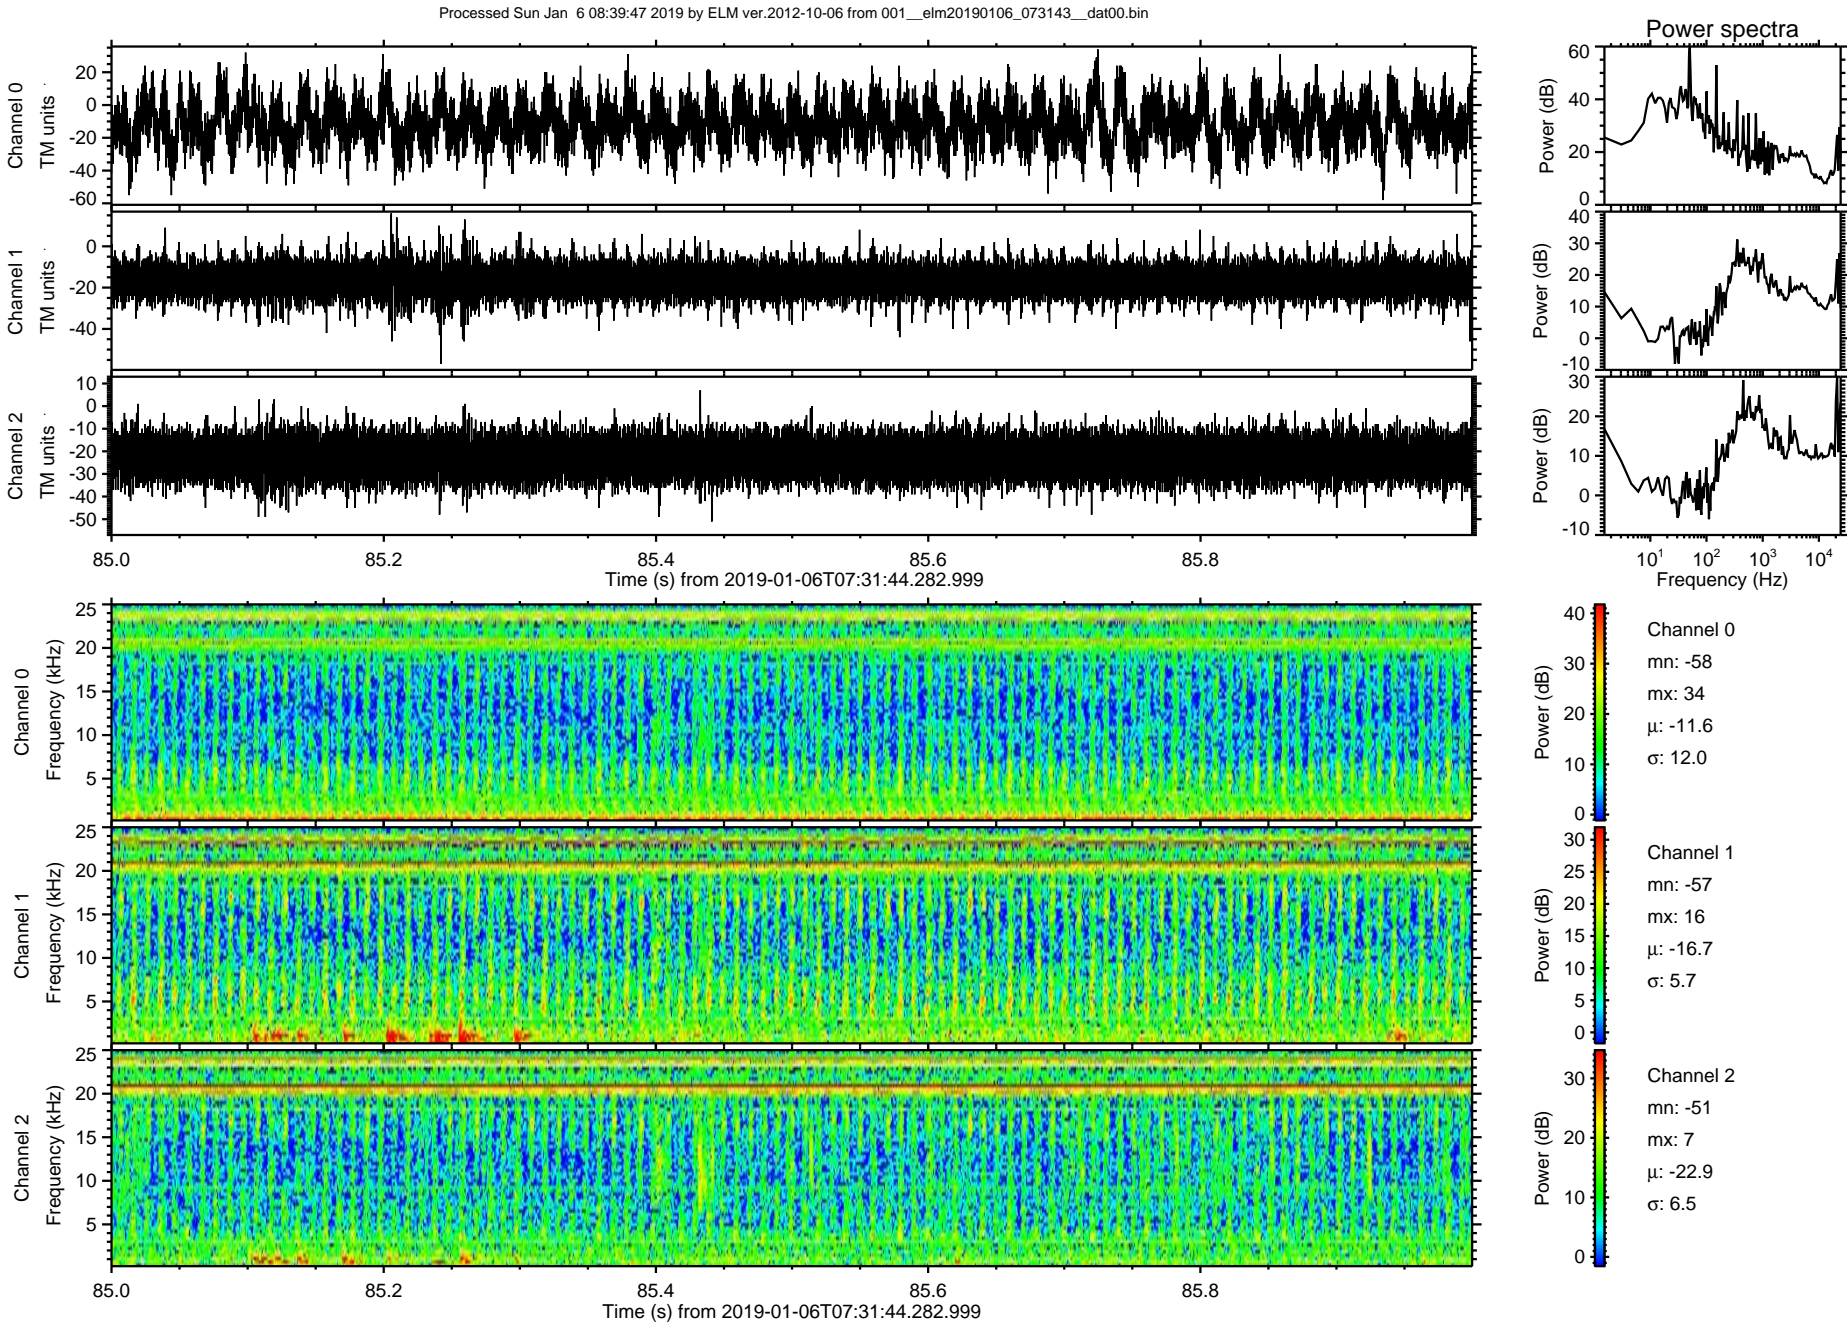 Processed Sun Jan  6 08:39:47 2019 by ELM ver.2012-10-06 from 001__elm20190106_073143__dat00.bin
Power spectra
Channel 0
TM units
20
0
-20
-40
-60
Power (dB)
60
40
20
0
Channel 1
TM units
0
-20
-40
Power (dB)
40
30
20
10
0
-10
Channel 2
TM units
10
0
-10
-20
-30
-40
-50
Power (dB)
30
20
10
0
-10
85.0 85.2 85.4 85.6 85.8
Time (s) from 2019-01-06T07:31:44.282.999
10^1 10^2 10^3 10^4
Frequency (Hz)
Channel 0
Frequency (kHz)
25
20
15
10
5
Power (dB)
40
30
20
10
0
Channel 0
mn: -58
mx: 34
μ: -11.6
σ: 12.0
Channel 1
Frequency (kHz)
25
20
15
10
5
Power (dB)
30
25
20
15
10
5
0
Channel 1
mn: -57
mx: 16
μ: -16.7
σ: 5.7
Channel 2
Frequency (kHz)
25
20
15
10
5
Power (dB)
30
20
10
0
Channel 2
mn: -51
mx: 7
μ: -22.9
σ: 6.5
85.0 85.2 85.4 85.6 85.8
Time (s) from 2019-01-06T07:31:44.282.999